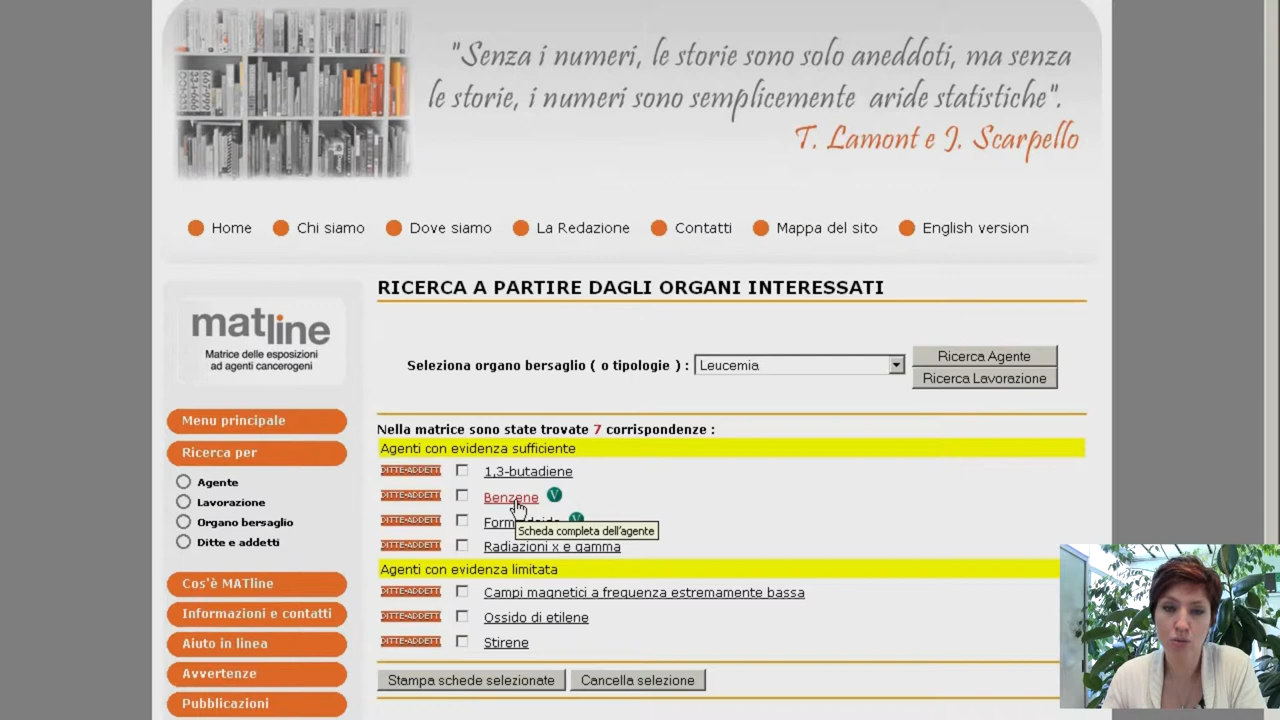 "Senza i numeri, le storie sono solo aneddoti, ma senza
le storie, i numeri sono semplicemente aride statistiche".
T. Lamont e J. Scarpello
Home Chi siamo Dove siamo La Redazione Contatti Mappa del sito English version
matline
Matrice delle esposizioni
ad agenti cancerogeni
Menu principale
Ricerca per
Agente
Lavorazione
Organo bersaglio
Ditte e addetti
Cos'è MATline
Informazioni e contatti
Aiuto in linea
Avvertenze
Pubblicazioni
RICERCA A PARTIRE DAGLI ORGANI INTERESSATI
Seleziona organo bersaglio ( o tipologie ) : Leucemia
Ricerca Agente
Ricerca Lavorazione
Nella matrice sono state trovate 7 corrispondenze :
Agenti con evidenza sufficiente
DITTE-ADDETTI 1,3-butadiene
DITTE-ADDETTI Benzene V
DITTE-ADDETTI
Scheda completa dell'agente
DITTE-ADDETTI Radiazioni x e gamma
Agenti con evidenza limitata
DITTE-ADDETTI Campi magnetici a frequenza estremamente bassa
DITTE-ADDETTI Ossido di etilene
DITTE-ADDETTI Stirene
Stampa schede selezionate Cancella selezione